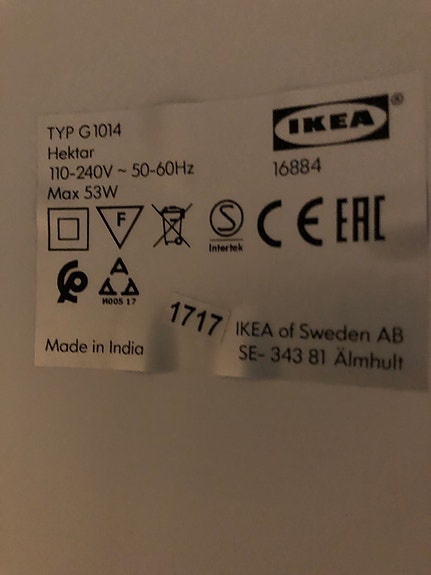 TYP G1014
Hektar
110-240V ~ 50-60Hz
Max 53W
IKEA®
16884
F
S
Intertek
CE
EAC
M005 17
1717
Made in India
IKEA of Sweden AB
SE- 343 81 Älmhult